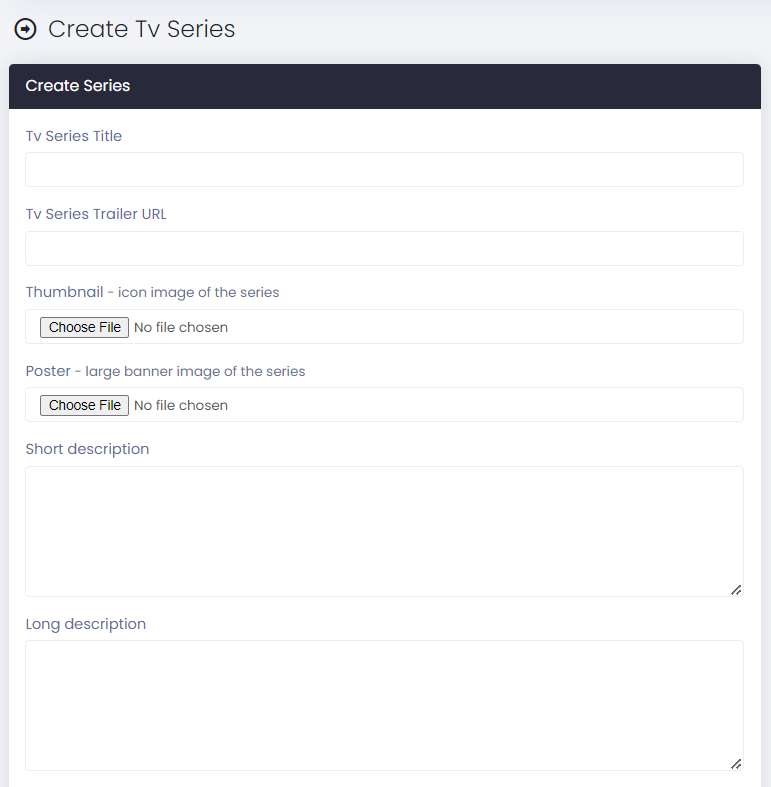 Create Tv Series
Create Series
Tv Series Title
Tv Series Trailer URL
Thumbnail - icon image of the series
Choose File No file chosen
Poster - large banner image of the series
Choose File No file chosen
Short description
Long description